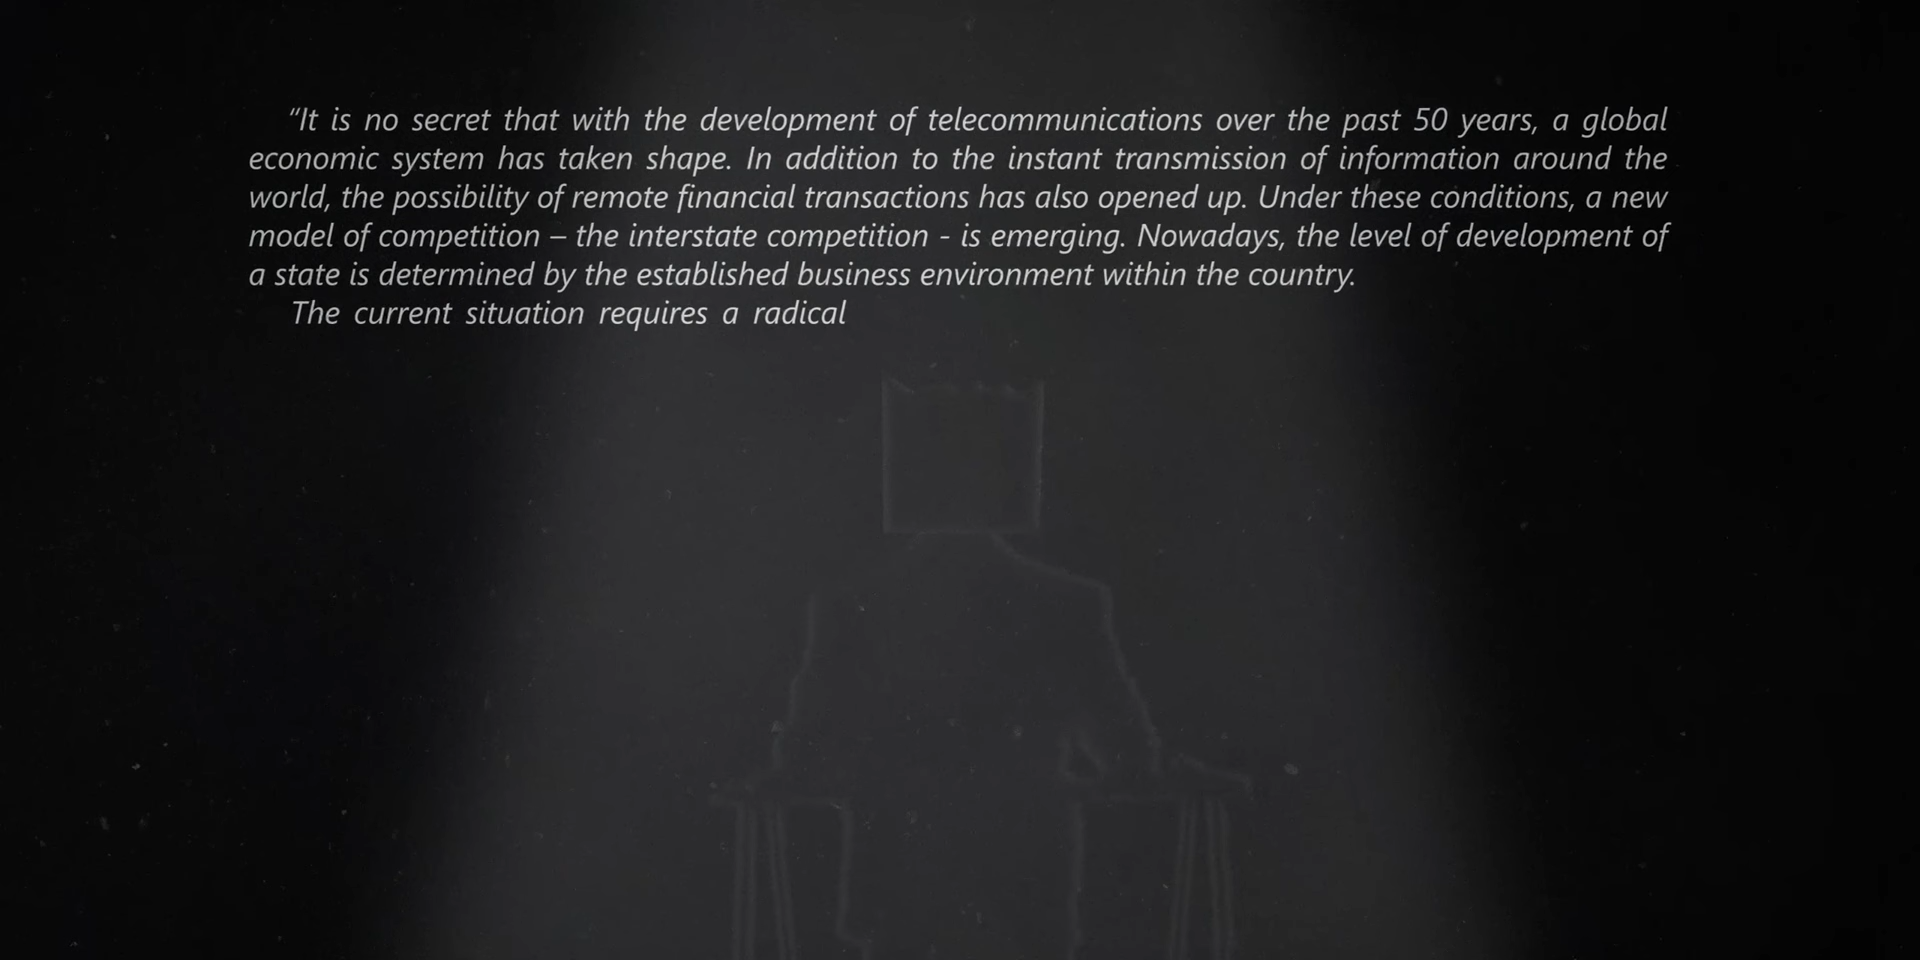 “It is no secret that with the development of telecommunications over the past 50 years, a global
economic system has taken shape. In addition to the instant transmission of information around the
world, the possibility of remote financial transactions has also opened up. Under these conditions, a new
model of competition – the interstate competition - is emerging. Nowadays, the level of development of
a state is determined by the established business environment within the country.
The current situation requires a radical